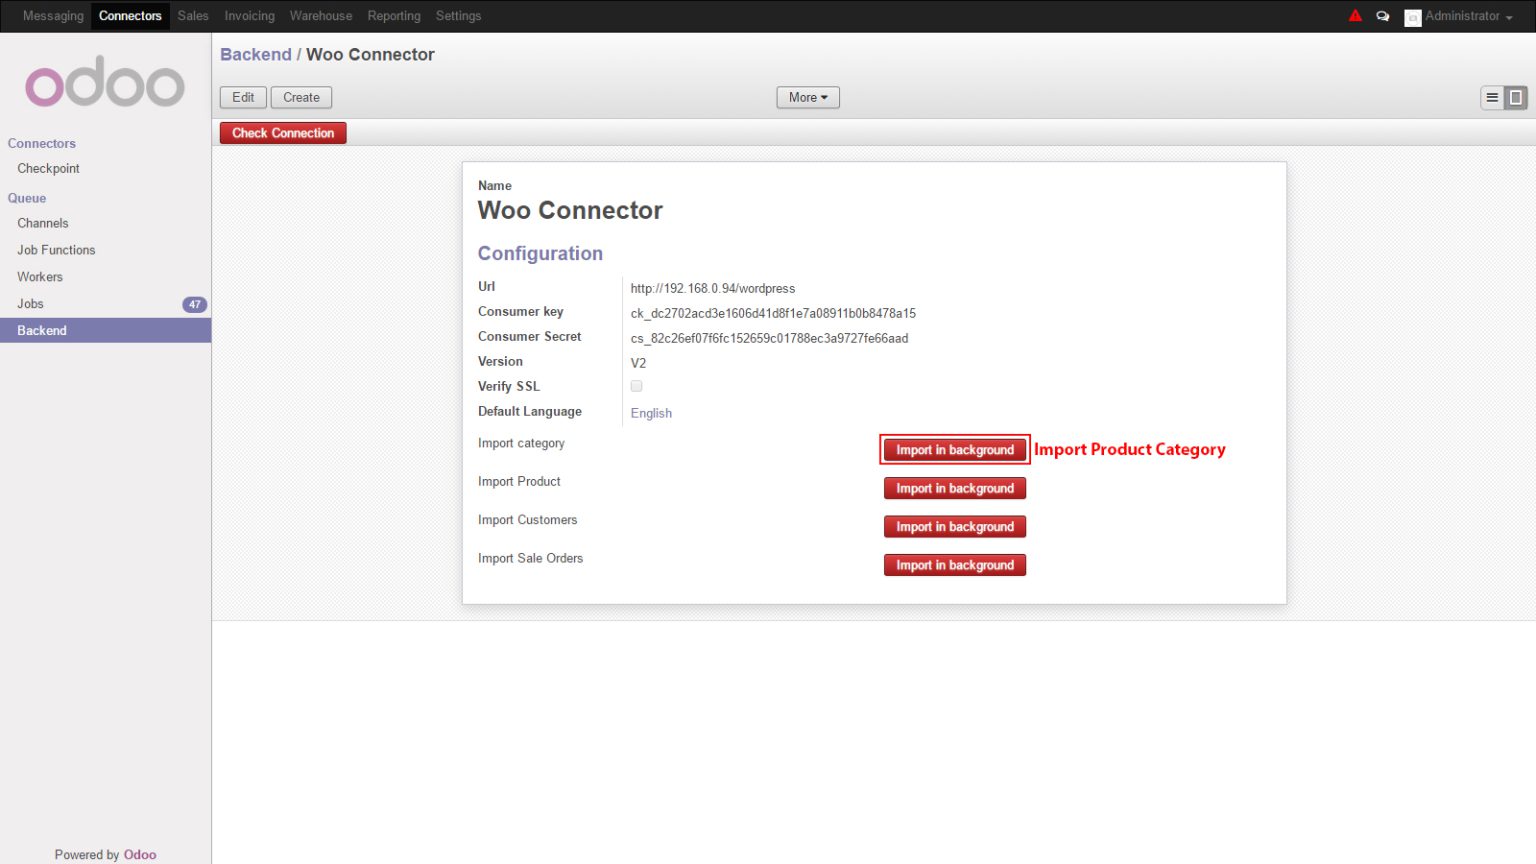 Messaging Connectors Sales Invoicing Warehouse Reporting Settings Administrator
odoo
Connectors
Checkpoint
Queue
Channels
Job Functions
Workers
Jobs 47
Backend
Powered by Odoo
Backend / Woo Connector
Edit Create More
Check Connection
Name
Woo Connector
Configuration
Url http://192.168.0.94/wordpress
Consumer key ck_dc2702acd3e1606d41d8f1e7a08911b0b8478a15
Consumer Secret cs_82c26ef07f6fc152659c01788ec3a9727fe66aad
Version V2
Verify SSL
Default Language English
Import category Import in background Import Product Category
Import Product Import in background
Import Customers Import in background
Import Sale Orders Import in background